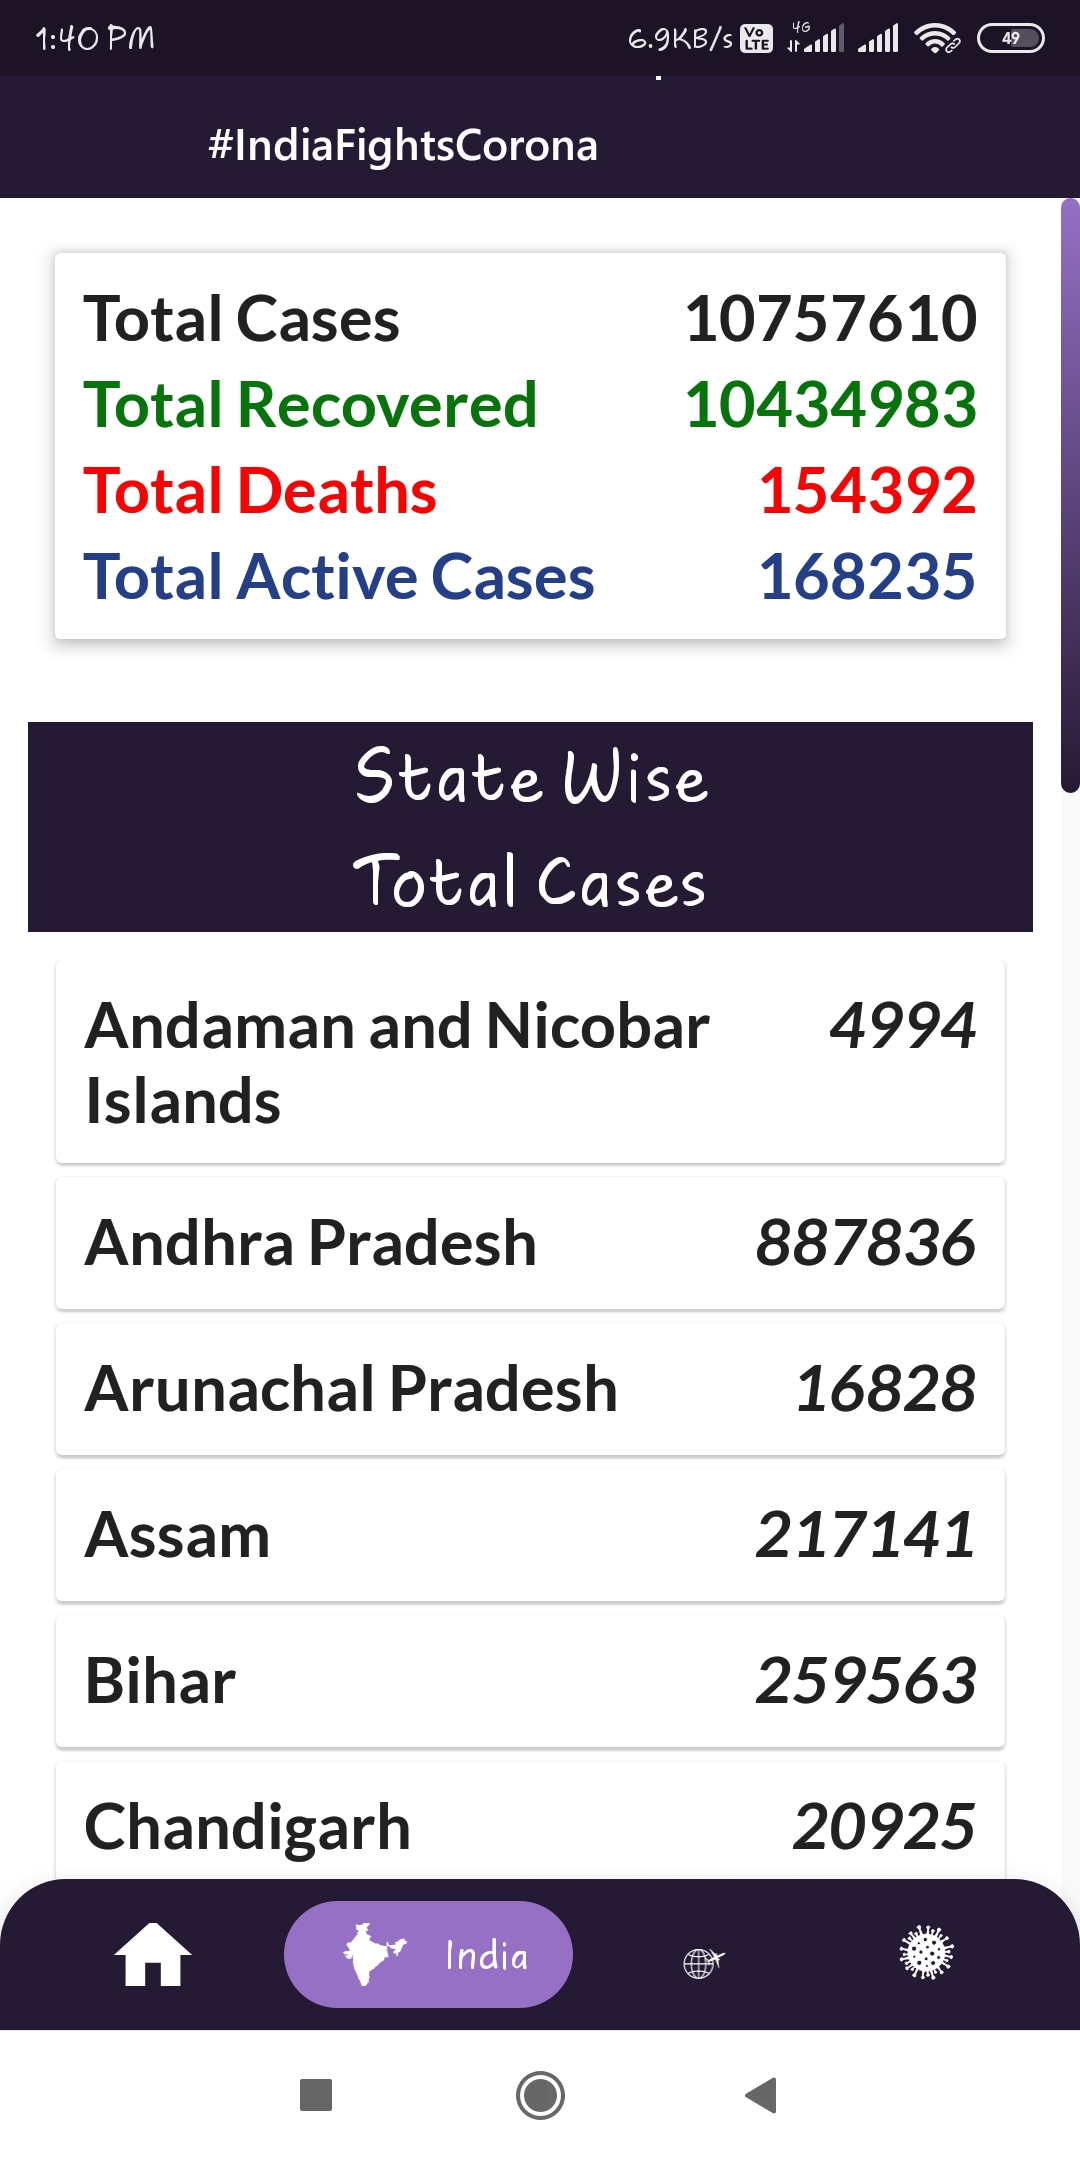 1:40 PM 6.9KB/s Vo LTE 4G 49
#IndiaFightsCorona
Total Cases 10757610
Total Recovered 10434983
Total Deaths 154392
Total Active Cases 168235
State Wise
Total Cases
Andaman and Nicobar 4994
Islands
Andhra Pradesh 887836
Arunachal Pradesh 16828
Assam 217141
Bihar 259563
Chandigarh 20925
India